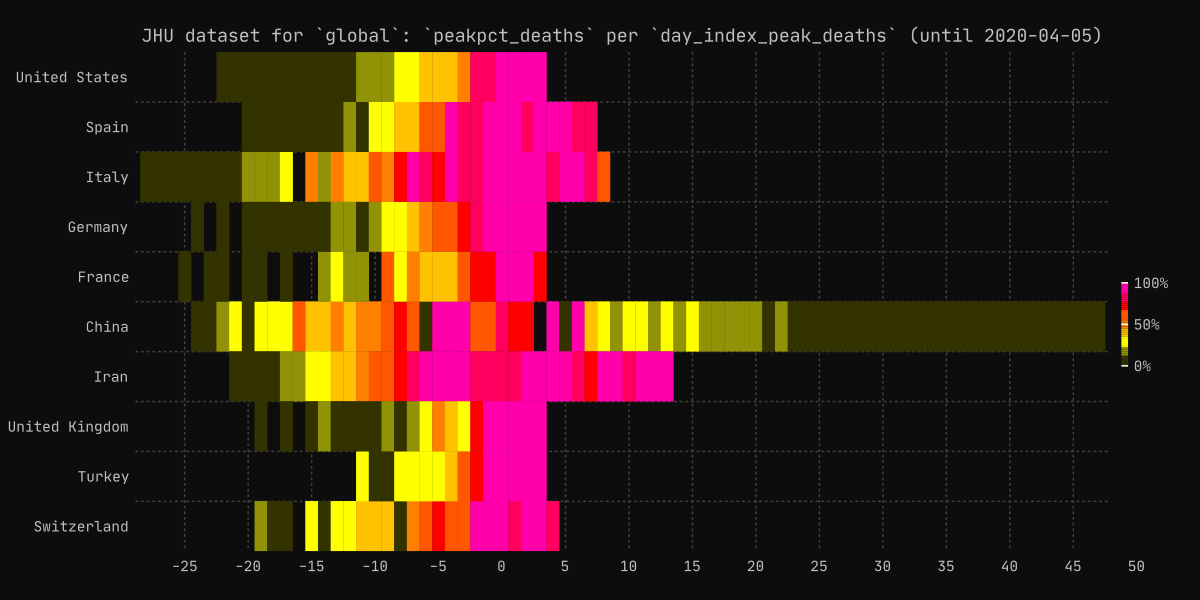 JHU dataset for `global`: `peakpct_deaths` per `day_index_peak_deaths` (until 2020-04-05)
United States
Spain
Italy
Germany
France
China
Iran
United Kingdom
Turkey
Switzerland
100%
50%
0%
-25 -20 -15 -10 -5 0 5 10 15 20 25 30 35 40 45 50